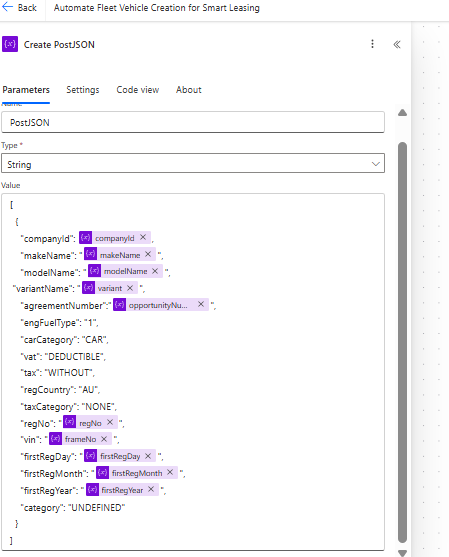 Back
Automate Fleet Vehicle Creation for Smart Leasing
{x} Create PostJSON
Parameters Settings Code view About
Name
PostJSON
Type *
String
Value
[
{
"companyId": {x} companyId ×,
"makeName": "{x} makeName ×",
"modelName": "{x} modelName ×",
"variantName": "{x} variant ×",
"agreementNumber":"{x} opportunityNu... ×",
"engFuelType": "1",
"carCategory": "CAR",
"vat": "DEDUCTIBLE",
"tax": "WITHOUT",
"regCountry": "AU",
"taxCategory": "NONE",
"regNo": "{x} regNo ×",
"vin": "{x} frameNo ×",
"firstRegDay": "{x} firstRegDay ×",
"firstRegMonth": "{x} firstRegMonth ×",
"firstRegYear": "{x} firstRegYear ×",
"category": "UNDEFINED"
}
]